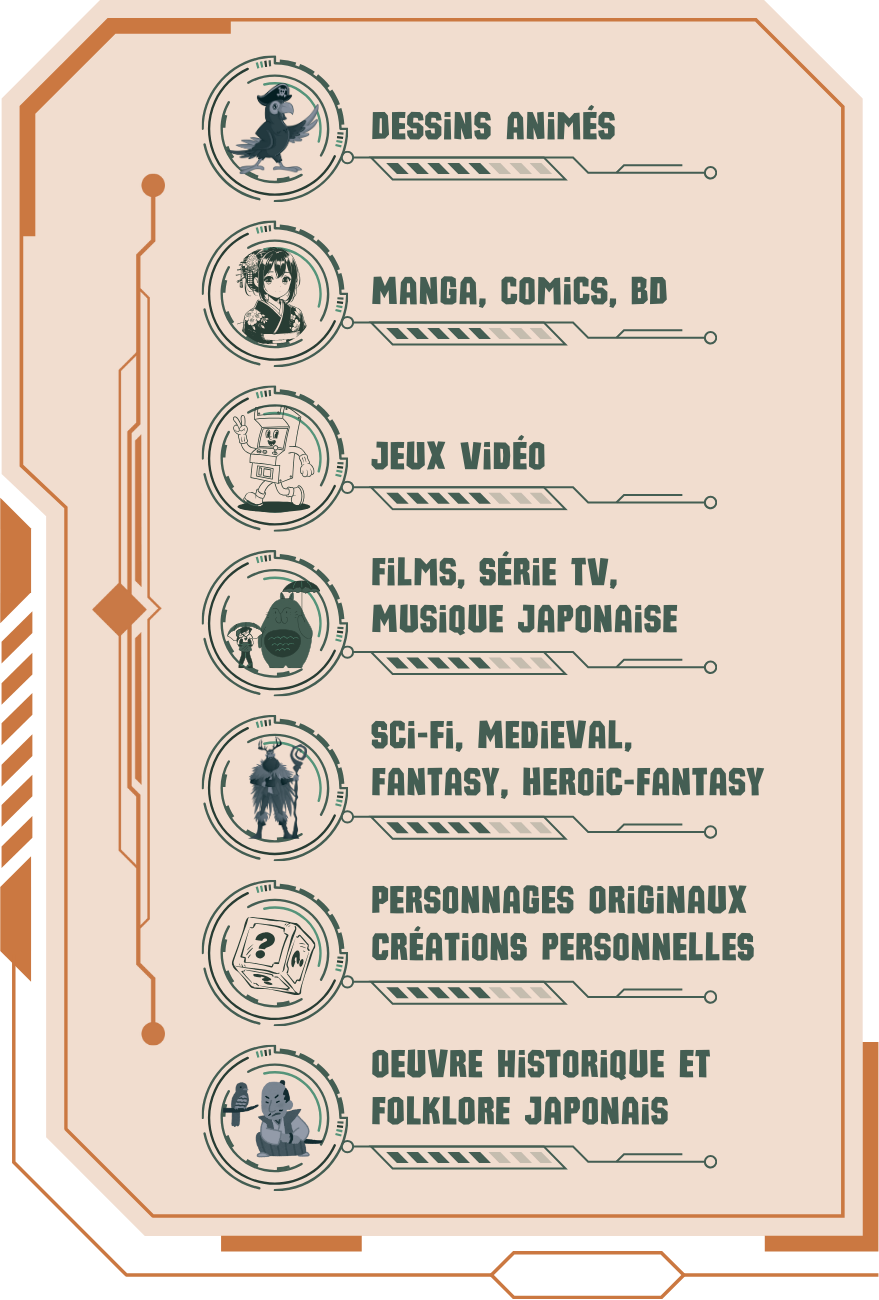 DESSiNS ANiMÉS
MANGA, COMiCS, BD
JEUX ViDÉO
FiLMS, SÉRiE TV,
MUSiQUE JAPONAiSE
SCi-Fi, MEDiEVAL,
FANTASY, HEROiC-FANTASY
PERSONNAGES ORiGiNAUX
CRÉATiONS PERSONNELLES
OEUVRE HiSTORiQUE ET
FOLKLORE JAPONAiS
? ? ?